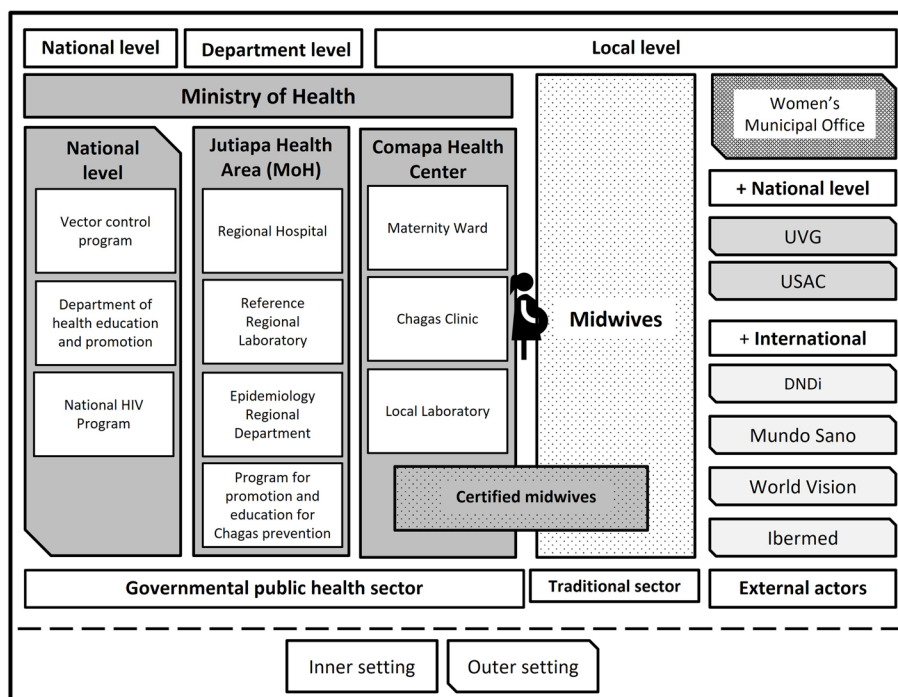 National level
Department level
Local level
Ministry of Health
National
level
Vector control
program
Department of
health education
and promotion
National HIV
Program
Jutiapa Health
Area (MoH)
Regional Hospital
Reference
Regional
Laboratory
Epidemiology
Regional
Department
Program for
promotion and
education for
Chagas prevention
Comapa Health
Center
Maternity Ward
Chagas Clinic
Local Laboratory
Certified midwives
Midwives
Women's
Municipal Office
+ National level
UVG
USAC
+ International
DNDi
Mundo Sano
World Vision
Ibermed
Governmental public health sector
Traditional sector
External actors
Inner setting
Outer setting